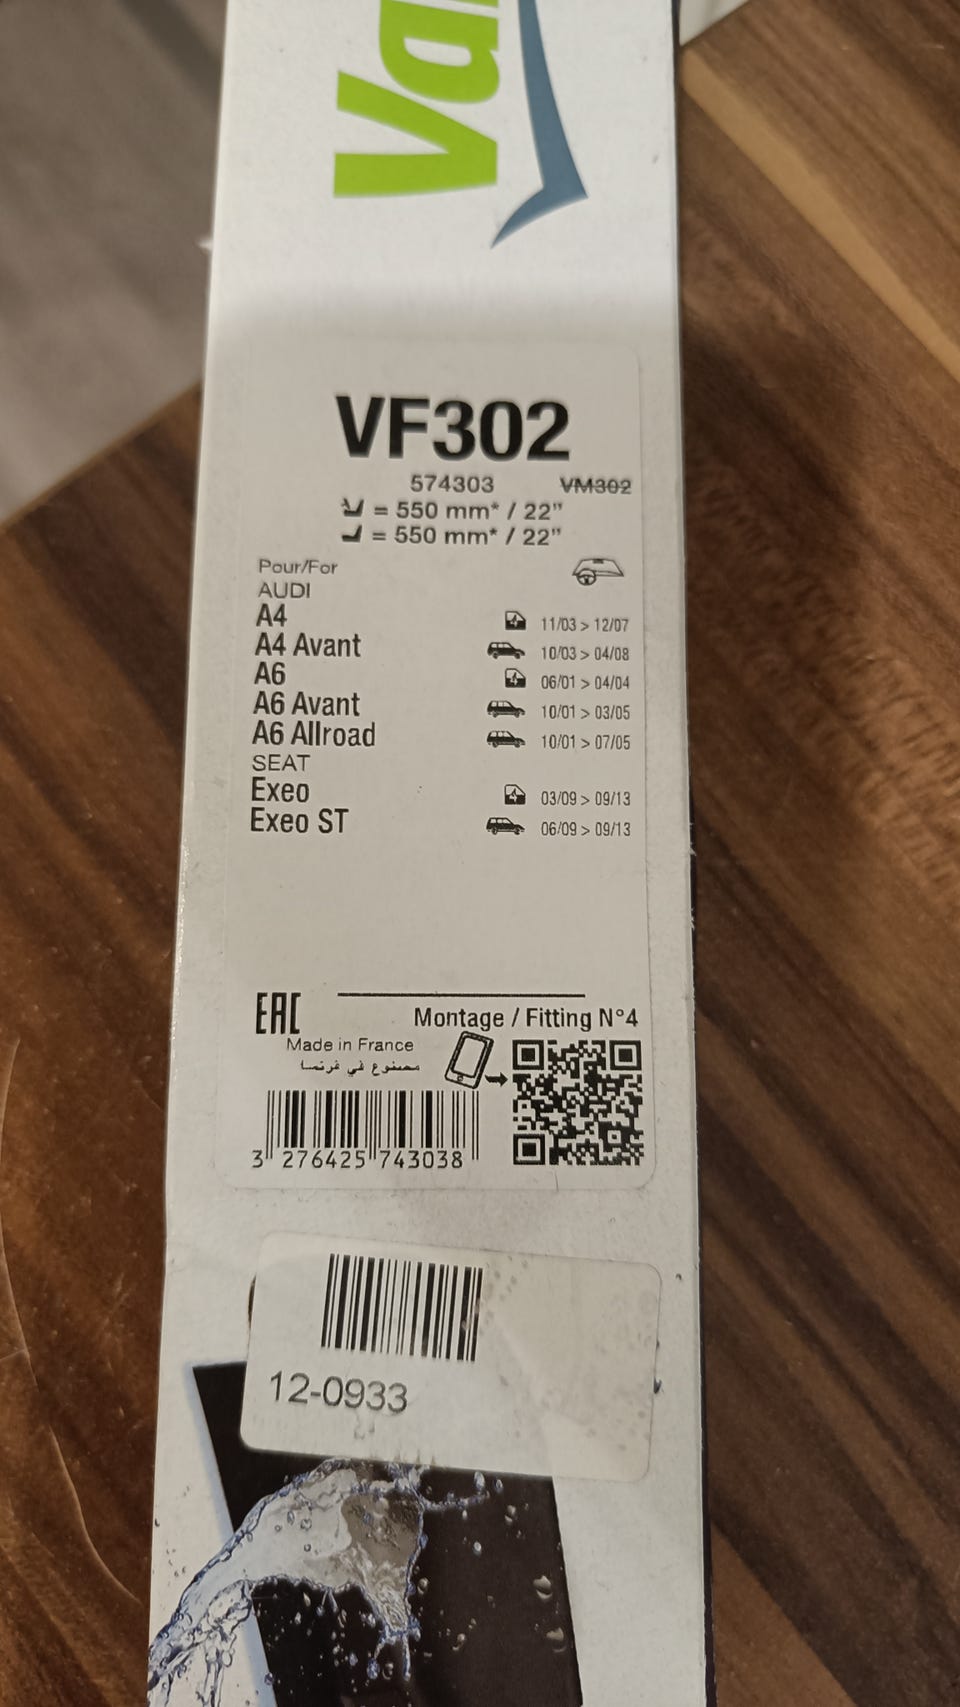 Va
VF302
574303 VM302
= 550 mm* / 22"
= 550 mm* / 22"
Pour/For
AUDI
A4 11/03 > 12/07
A4 Avant 10/03 > 04/08
A6 06/01 > 04/04
A6 Avant 10/01 > 03/05
A6 Allroad 10/01 > 07/05
SEAT
Exeo 03/09 > 09/13
Exeo ST 06/09 > 09/13
EAC
Montage / Fitting N°4
Made in France
مصنوع في فرنسا
3 276425 743038
12-0933